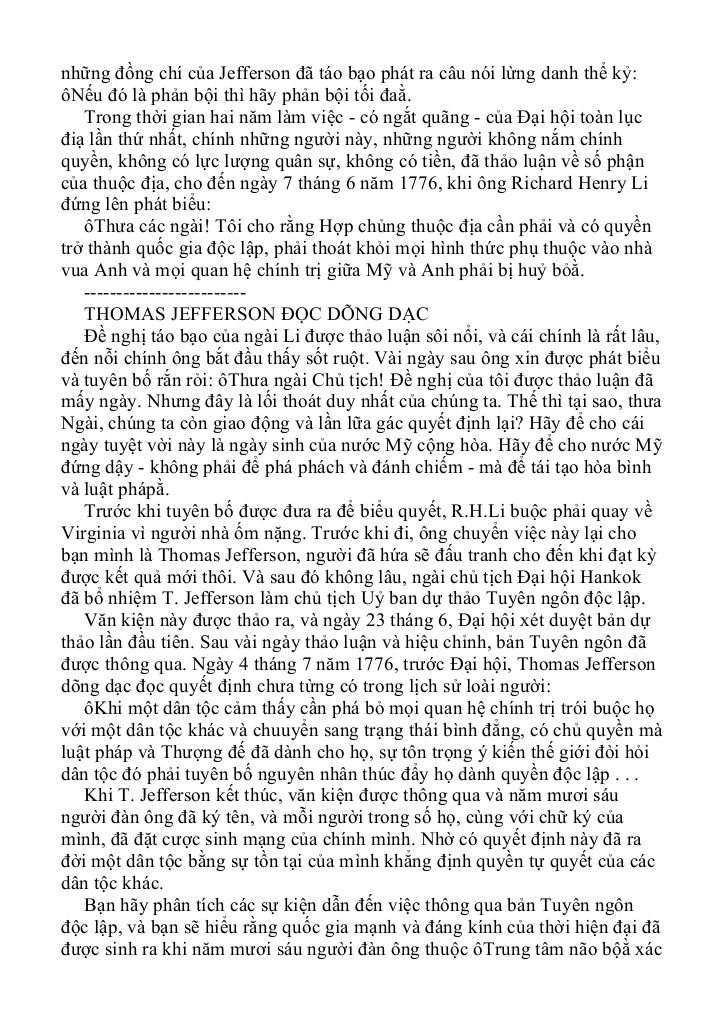 những đồng chí của Jefferson đã táo bạo phát ra câu nói lừng danh thể kỷ:
ôNếu đó là phản bội thì hãy phản bội tối đaẳ.
Trong thời gian hai năm làm việc - có ngắt quãng - của Đại hội toàn lục
địạ lần thứ nhất, chính những người này, những người không nắm chính
quyền, không có lực lượng quân sự, không có tiền, đã thảo luận về số phận
của thuộc địa, cho đến ngày 7 tháng 6 năm 1776, khi ông Richard Henry Li
đứng lên phát biểu:
ôThưa các ngài! Tôi cho rằng Hợp chủng thuộc địa cần phải và có quyền
trở thành quốc gia độc lập, phải thoát khỏi mọi hình thức phụ thuộc vào nhà
vua Anh và mọi quan hệ chính trị giữa Mỹ và Anh phải bị huỷ bỏẳ.
-------------------------
THOMAS JEFFERSON ĐỌC DÕNG DẠC
Đề nghị táo bạo của ngài Li được thảo luận sôi nổi, và cái chính là rất lâu,
đến nỗi chính ông bắt đầu thấy sốt ruột. Vài ngày sau ông xin được phát biểu
và tuyên bố rắn rỏi: ôThưa ngài Chủ tịch! Đề nghị của tôi được thảo luận đã
mấy ngày. Nhưng đây là lối thoát duy nhất của chúng ta. Thế thì tại sao, thưa
Ngài, chúng ta còn giao động và lần lữa gác quyết định lại? Hãy để cho cái
ngày tuyệt vời này là ngày sinh của nước Mỹ cộng hòa. Hãy để cho nước Mỹ
đứng dậy - không phải để phá phách và đánh chiếm - mà để tái tạo hòa bình
và luật phápẳ.
Trước khi tuyên bố được đưa ra để biểu quyết, R.H.Li buộc phải quay về
Virginia vì người nhà ốm nặng. Trước khi đi, ông chuyển việc này lại cho
bạn mình là Thomas Jefferson, người đã hứa sẽ đấu tranh cho đến khi đạt kỳ
được kết quả mới thôi. Và sau đó không lâu, ngài chủ tịch Đại hội Hankok
đã bổ nhiệm T. Jefferson làm chủ tịch Uỷ ban dự thảo Tuyên ngôn độc lập.
Văn kiện này được thảo ra, và ngày 23 tháng 6, Đại hội xét duyệt bản dự
thảo lần đầu tiên. Sau vài ngày thảo luận và hiệu chỉnh, bản Tuyên ngôn đã
được thông qua. Ngày 4 tháng 7 năm 1776, trước Đại hội, Thomas Jefferson
dõng dạc đọc quyết định chưa từng có trong lịch sử loài người:
ôKhi một dân tộc cảm thấy cần phá bỏ mọi quan hệ chính trị trói buộc họ
với một dân tộc khác và chuuyển sang trạng thái bình đẳng, có chủ quyền mà
luật pháp và Thượng đế đã dành cho họ, sự tôn trọng ý kiến thế giới đòi hỏi
dân tộc đó phải tuyên bố nguyên nhân thúc đẩy họ dành quyền độc lập . . .
Khi T. Jefferson kết thúc, văn kiện được thông qua và năm mươi sáu
người đàn ông đã ký tên, và mỗi người trong số họ, cùng với chữ ký của
mình, đã đặt cược sinh mạng của chính mình. Nhờ có quyết định này đã ra
đời một dân tộc bằng sự tồn tại của mình khẳng định quyền tự quyết của các
dân tộc khác.
Bạn hãy phân tích các sự kiện dẫn đến việc thông qua bản Tuyên ngôn
độc lập, và bạn sẽ hiểu rằng quốc gia mạnh và đáng kính của thời hiện đại đã
được sinh ra khi năm mươi sáu người đàn ông thuộc ôTrung tâm não bộẳ xác